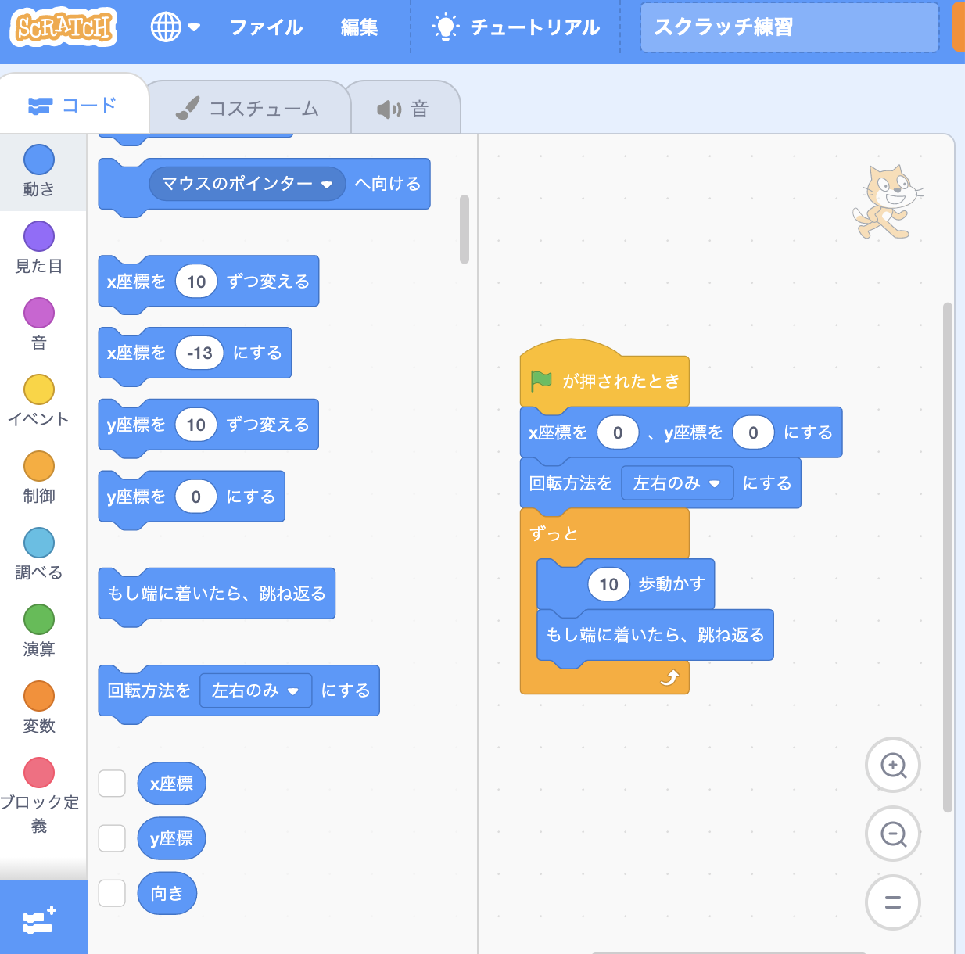 SCRATCH
ファイル
編集
チュートリアル
スクラッチ練習
コード
コスチューム
音
動き
見た目
音
イベント
制御
調べる
演算
変数
ブロック定
義
マウスのポインター へ向ける
x座標を 10 ずつ変える
x座標を -13 にする
y座標を 10 ずつ変える
y座標を 0 にする
もし端に着いたら、跳ね返る
回転方法を 左右のみ にする
x座標
y座標
向き
が押されたとき
x座標を 0 、y座標を 0 にする
回転方法を 左右のみ にする
ずっと
10 歩動かす
もし端に着いたら、跳ね返る